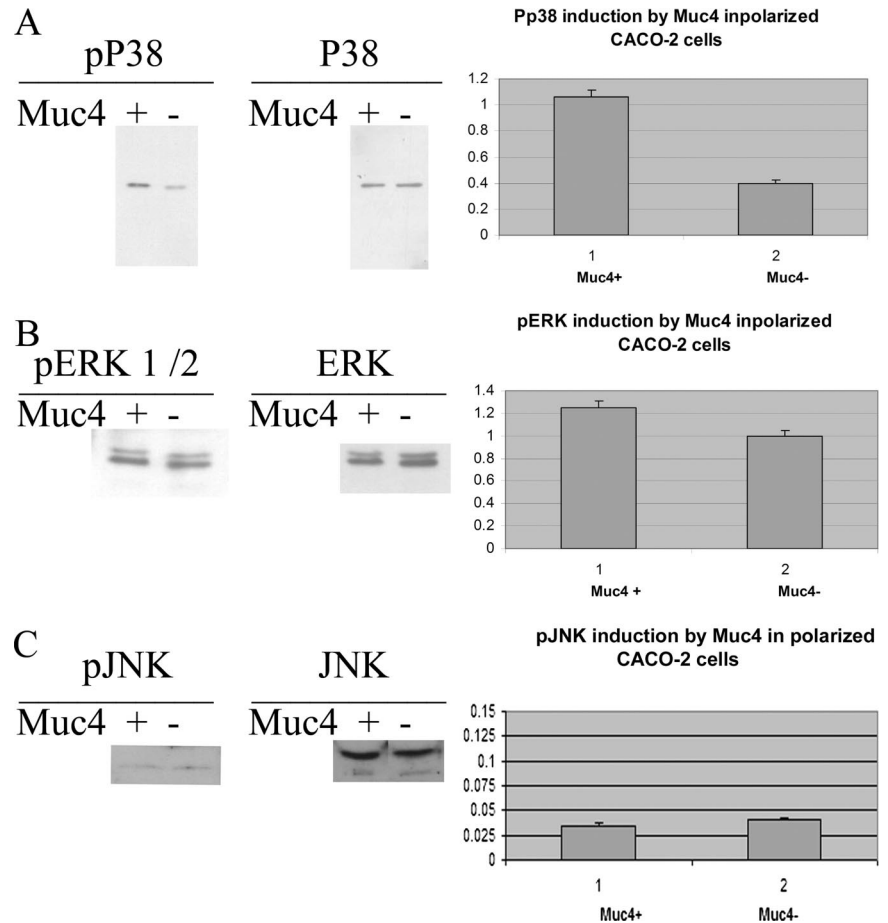 A
pP38
P38
Muc4 + -
Muc4 + -
Pp38 induction by Muc4 inpolarized
CACO-2 cells
1.2
1
0.8
0.6
0.4
0.2
0
1
2
Muc4+
Muc4-
B
pERK 1 /2
ERK
Muc4 + -
Muc4 + -
pERK induction by Muc4 inpolarized
CACO-2 cells
1.4
1.2
1
0.8
0.6
0.4
0.2
0
1
2
Muc4 +
Muc4-
C
pJNK
JNK
Muc4 + -
Muc4 + -
pJNK induction by Muc4 in polarized
CACO-2 cells
0.15
0.125
0.1
0.075
0.05
0.025
0
1
2
Muc4+
Muc4-